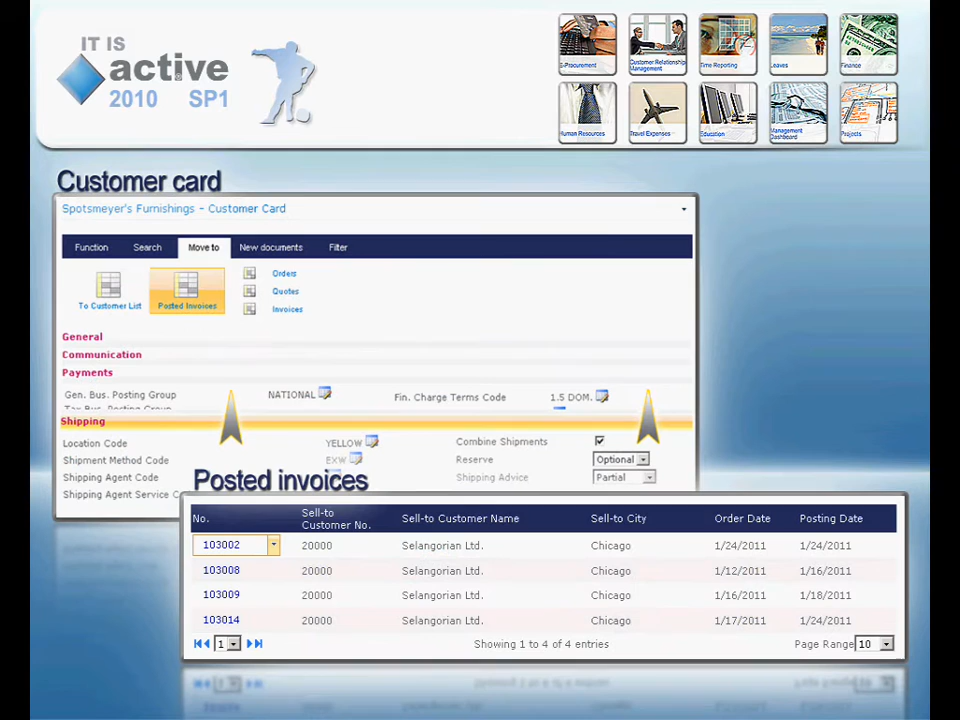 IT IS
active
2010 SP1
E-Procurement
Customer Relationship
Management
Time Reporting
Leaves
Finance
Human Resources
Travel Expenses
Education
Management
Dashboard
Projects
Customer card
Spotsmeyer's Furnishings - Customer Card
Function Search Move to New documents Filter
To Customer List Posted Invoices
Orders
Quotes
Invoices
General
Communication
Payments
Gen. Bus. Posting Group NATIONAL Fin. Charge Terms Code 1.5 DOM.
Tax Bus. Posting Group
Shipping
Location Code YELLOW Combine Shipments
Shipment Method Code EXW Reserve Optional
Shipping Agent Code Shipping Advice Partial
Shipping Agent Service C
Posted invoices
No. Sell-to Customer No. Sell-to Customer Name Sell-to City Order Date Posting Date
103002 20000 Selangorian Ltd. Chicago 1/24/2011 1/24/2011
103008 20000 Selangorian Ltd. Chicago 1/12/2011 1/16/2011
103009 20000 Selangorian Ltd. Chicago 1/16/2011 1/18/2011
103014 20000 Selangorian Ltd. Chicago 1/17/2011 1/24/2011
1 Showing 1 to 4 of 4 entries Page Range 10